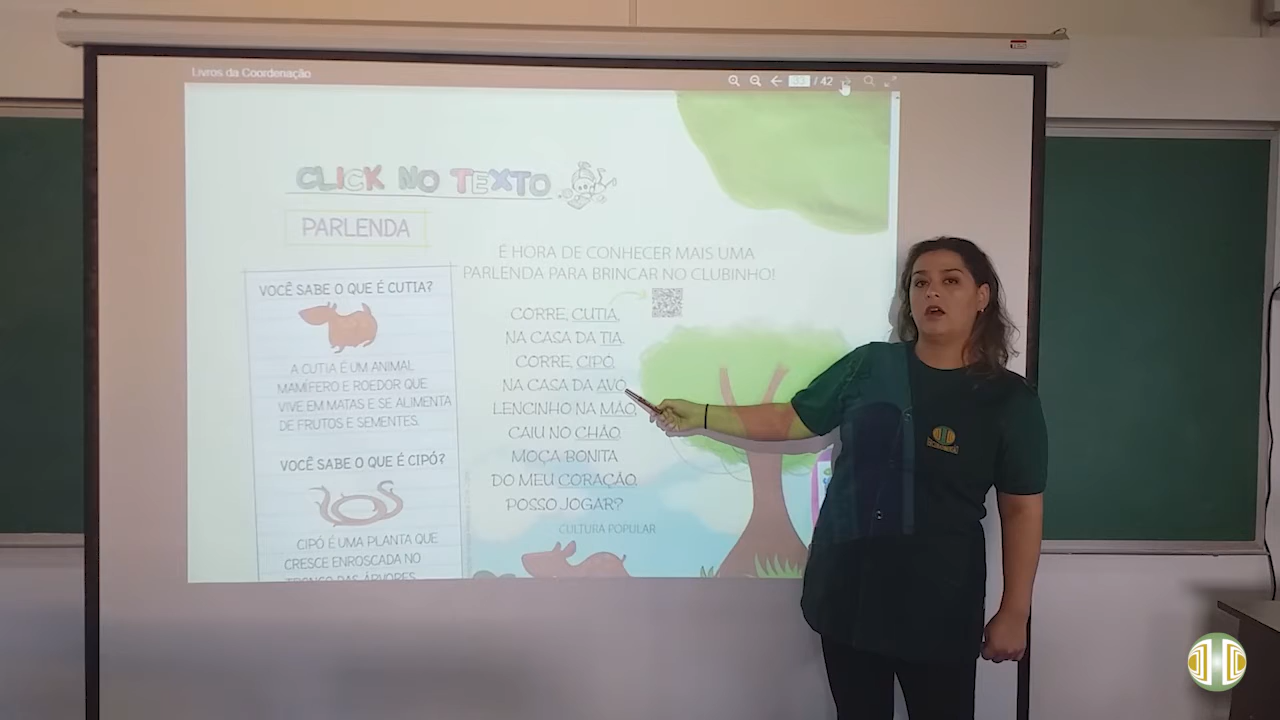 Livros da Coordenação
/ 42
CLICK NO TEXTO
PARLENDA
VOCÊ SABE O QUE É CUTIA?
A CUTIA É UM ANIMAL
MAMÍFERO E ROEDOR QUE
VIVE EM MATAS E SE ALIMENTA
DE FRUTOS E SEMENTES.
VOCÊ SABE O QUE É CIPÓ?
CIPÓ É UMA PLANTA QUE
CRESCE ENROSCADA NO
TRONCO DAS ÁRVORES
É HORA DE CONHECER MAIS UMA
PARLENDA PARA BRINCAR NO CLUBINHO!
CORRE, CUTIA,
NA CASA DA TIA.
CORRE, CIPÓ,
NA CASA DA AVÓ.
LENCINHO NA MÃO,
CAIU NO CHÃO.
MOÇA BONITA
DO MEU CORAÇÃO,
POSSO JOGAR?
CULTURA POPULAR